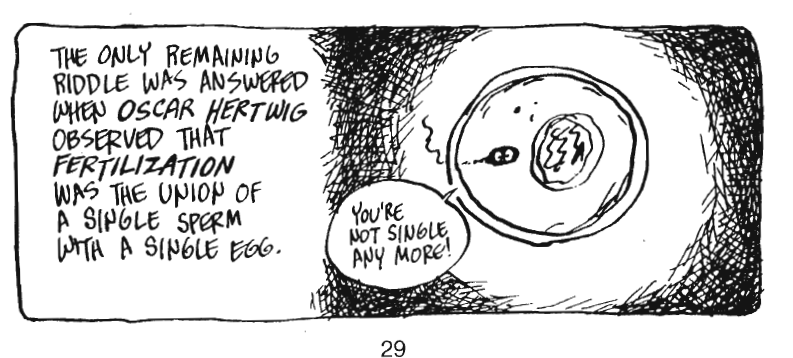 THE ONLY REMAINING
RIDDLE WAS ANSWERED
WHEN OSCAR HERTWIG
OBSERVED THAT
FERTILIZATION
WAS THE UNION OF
A SINGLE SPERM
WITH A SINGLE EGG.
YOU'RE
NOT SINGLE
ANY MORE!
29